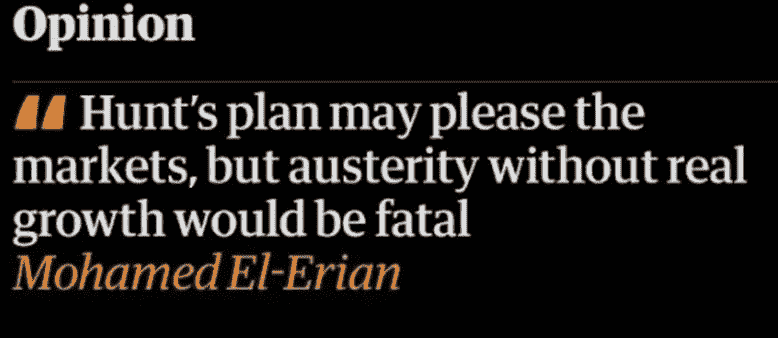 Opinion
“ Hunt’s plan may please the
markets, but austerity without real
growth would be fatal
Mohamed El-Erian